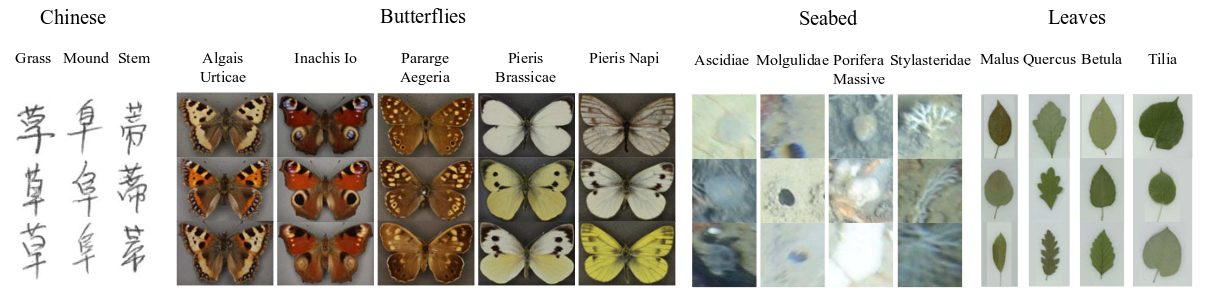 Chinese Butterflies Seabed Leaves
Grass Mound Stem Algais Urticae Inachis Io Pararge Aegeria Pieris Brassicae Pieris Napi Ascidiae Molgulidae Porifera Massive Stylasteridae Malus Quercus Betula Tilia
草 阜 蒂
草 阜 蒂
草 阜 蒂